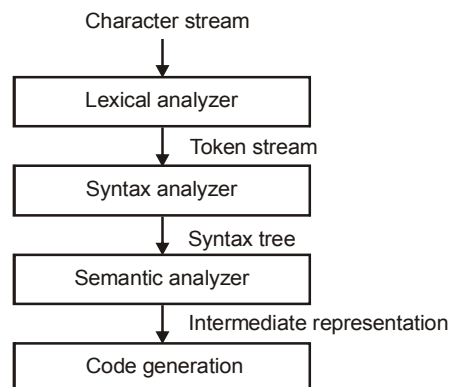 Character stream
Lexical analyzer
Token stream
Syntax analyzer
Syntax tree
Semantic analyzer
Intermediate representation
Code generation